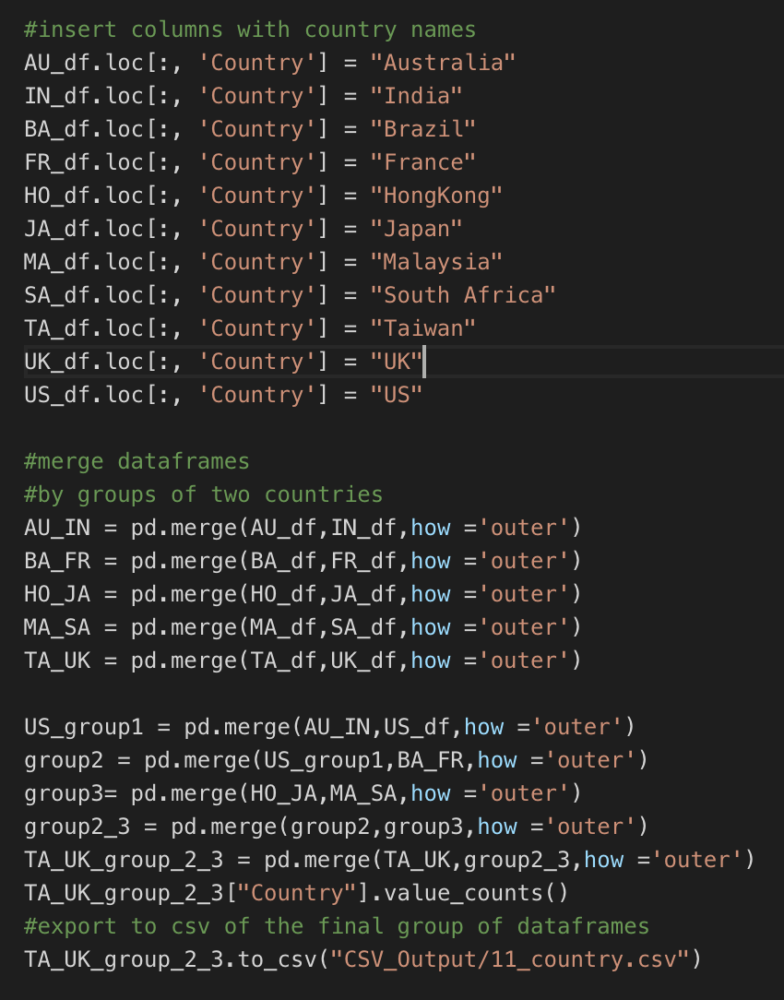 #insert columns with country names
AU_df.loc[:, 'Country'] = "Australia"
IN_df.loc[:, 'Country'] = "India"
BA_df.loc[:, 'Country'] = "Brazil"
FR_df.loc[:, 'Country'] = "France"
HO_df.loc[:, 'Country'] = "HongKong"
JA_df.loc[:, 'Country'] = "Japan"
MA_df.loc[:, 'Country'] = "Malaysia"
SA_df.loc[:, 'Country'] = "South Africa"
TA_df.loc[:, 'Country'] = "Taiwan"
UK_df.loc[:, 'Country'] = "UK"
US_df.loc[:, 'Country'] = "US"
#merge dataframes
#by groups of two countries
AU_IN = pd.merge(AU_df,IN_df,how ='outer')
BA_FR = pd.merge(BA_df,FR_df,how ='outer')
HO_JA = pd.merge(HO_df,JA_df,how ='outer')
MA_SA = pd.merge(MA_df,SA_df,how ='outer')
TA_UK = pd.merge(TA_df,UK_df,how ='outer')
US_group1 = pd.merge(AU_IN,US_df,how ='outer')
group2 = pd.merge(US_group1,BA_FR,how ='outer')
group3= pd.merge(HO_JA,MA_SA,how ='outer')
group2_3 = pd.merge(group2,group3,how ='outer')
TA_UK_group_2_3 = pd.merge(TA_UK,group2_3,how ='outer')
TA_UK_group_2_3["Country"].value_counts()
#export to csv of the final group of dataframes
TA_UK_group_2_3.to_csv("CSV_Output/11_country.csv")